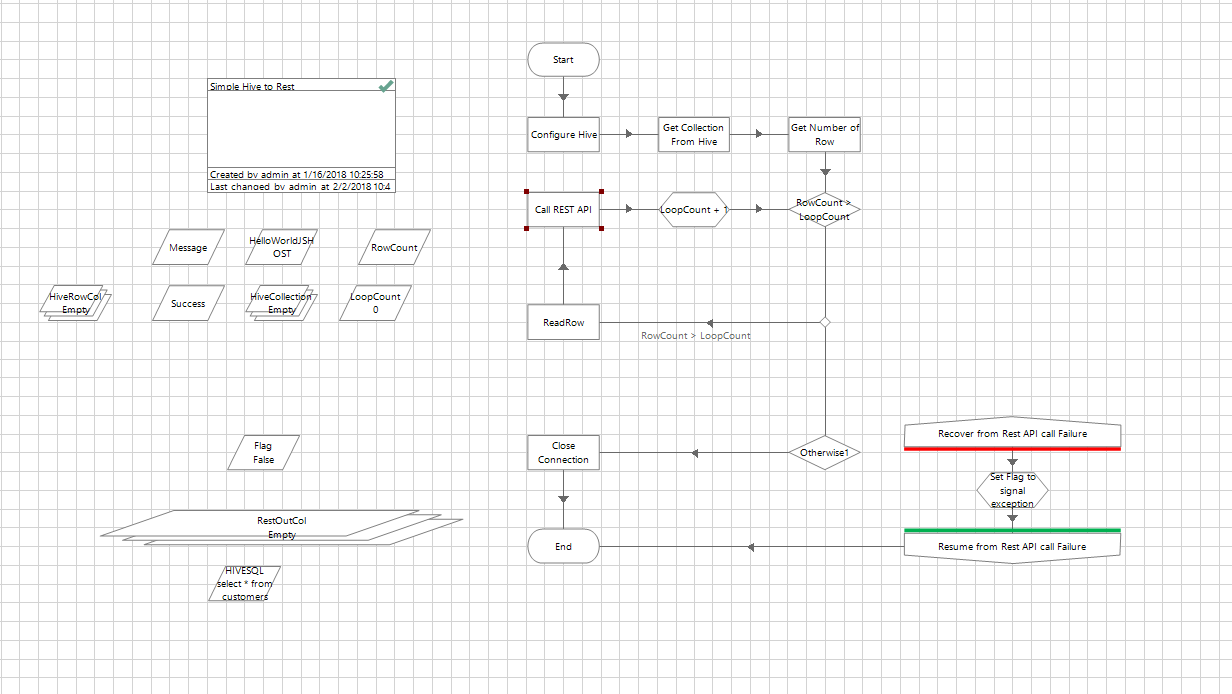 Start
Simple Hive to Rest
Created by admin at 1/16/2018 10:25:58
Last changed by admin at 2/2/2018 10:4
Configure Hive
Get Collection
From Hive
Get Number of
Row
Call REST API
LoopCount + 1
RowCount >
LoopCount
Message
HelloWorldJSH
OST
RowCount
HiveRowCol
Empty
Success
HiveCollection
Empty
LoopCount
0
ReadRow
RowCount > LoopCount
Flag
False
Close
Connection
Otherwise1
Recover from Rest API call Failure
Set Flag to
signal
exception
RestOutCol
Empty
End
Resume from Rest API call Failure
HIVESQL
select * from
customers